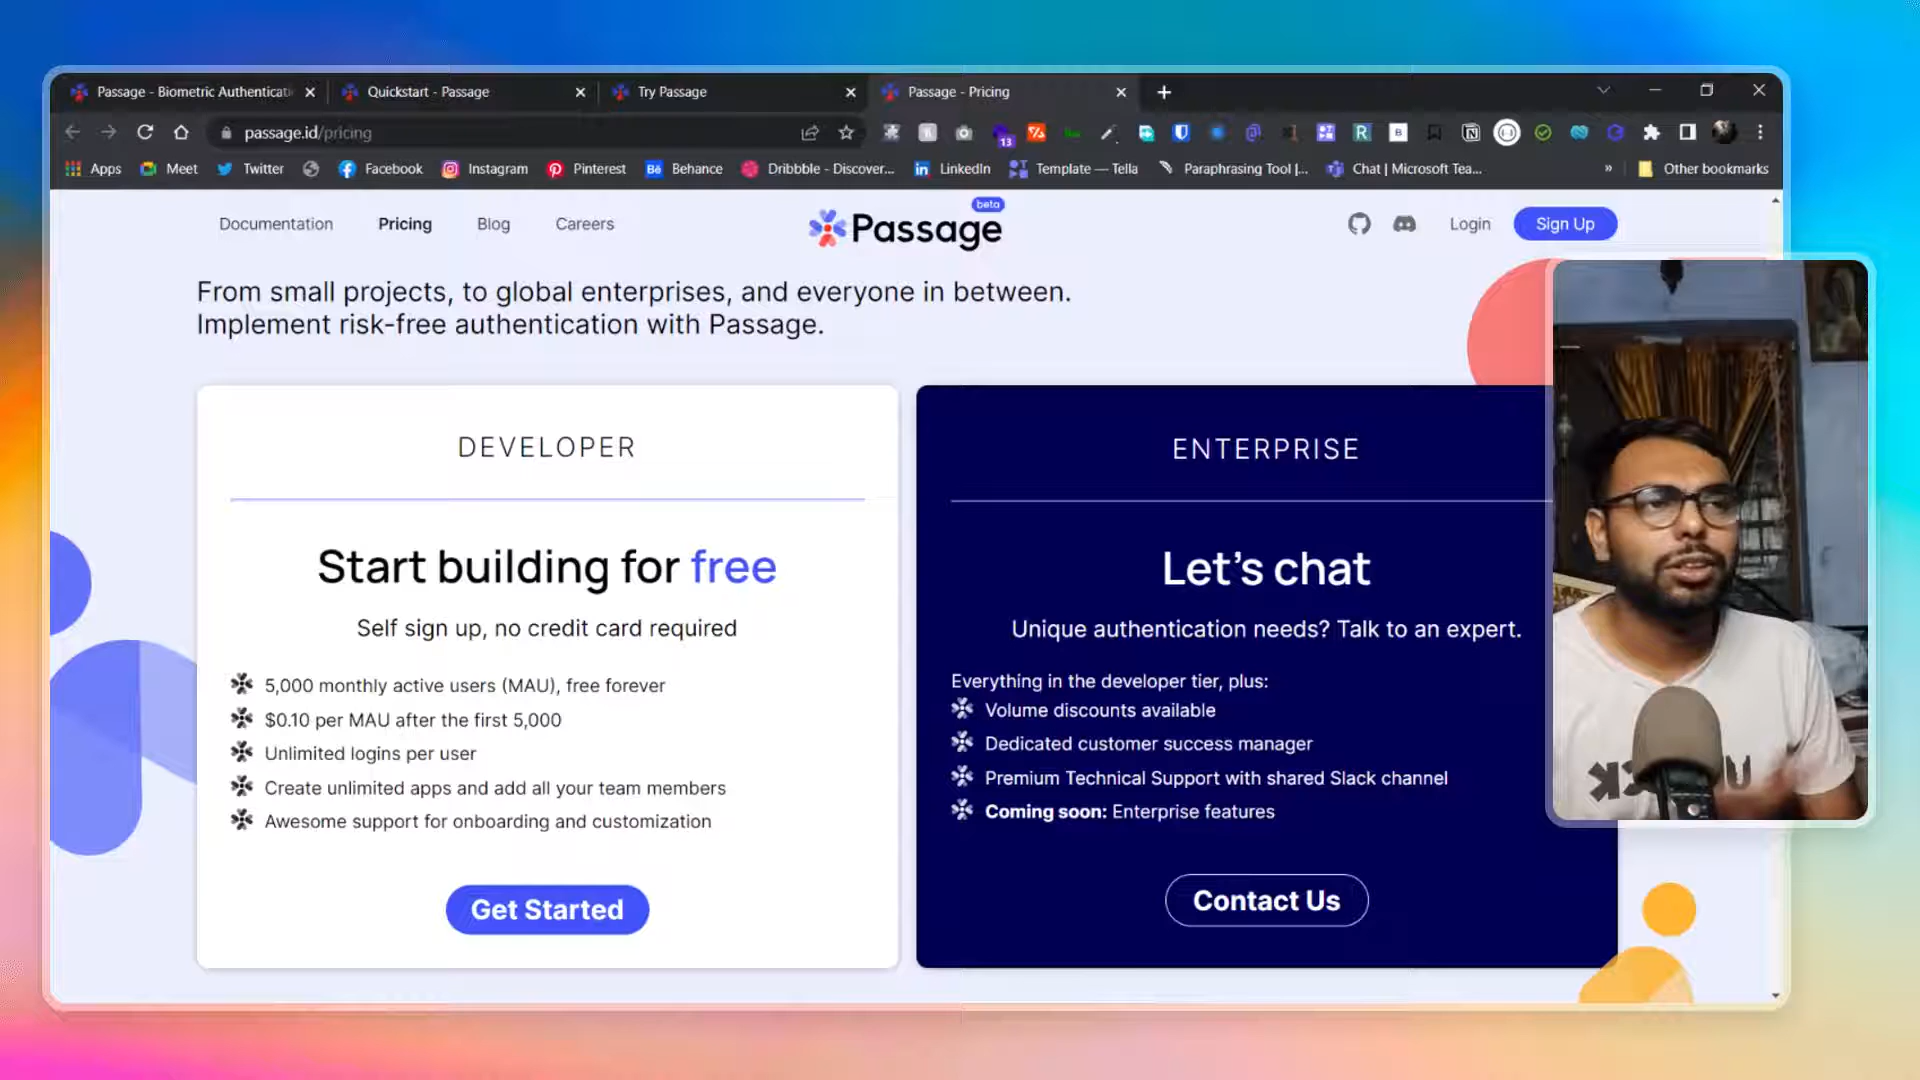 Passage - Biometric Authenticati
Quickstart - Passage
Try Passage
Passage - Pricing
passage.id/pricing
13
R
B
Apps
Meet
Twitter
Facebook
Instagram
Pinterest
Bē
Behance
Dribbble - Discover...
in
LinkedIn
Template — Tella
Paraphrasing Tool |...
Chat | Microsoft Tea...
»
Other bookmarks
Documentation
Pricing
Blog
Careers
Passage
beta
Login
Sign Up
From small projects, to global enterprises, and everyone in between.
Implement risk-free authentication with Passage.
DEVELOPER
Start building for free
Self sign up, no credit card required
5,000 monthly active users (MAU), free forever
$0.10 per MAU after the first 5,000
Unlimited logins per user
Create unlimited apps and add all your team members
Awesome support for onboarding and customization
Get Started
ENTERPRISE
Let's chat
Unique authentication needs? Talk to an expert.
Everything in the developer tier, plus:
Volume discounts available
Dedicated customer success manager
Premium Technical Support with shared Slack channel
Coming soon: Enterprise features
Contact Us